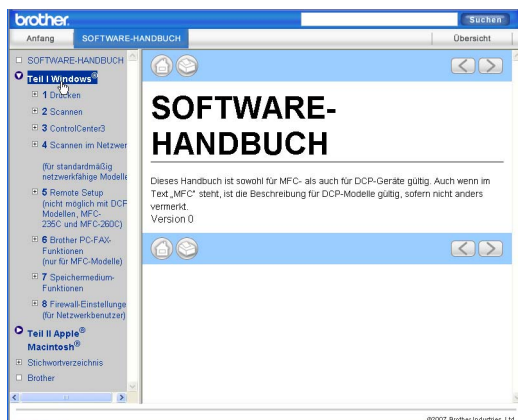 brother.
Suchen
Anfang
SOFTWARE-HANDBUCH
Übersicht
SOFTWARE-HANDBUCH
Teil I Windows®
1 Drucken
2 Scannen
3 ControlCenter3
4 Scannen im Netzwer
(für standardmäßig
netzwerkfähige Modelle
5 Remote Setup
(nicht möglich mit DCP
Modellen, MFC-
235C und MFC-260C)
6 Brother PC-FAX-
Funktionen
(nur für MFC-Modelle)
7 Speichermedium-
Funktionen
8 Firewall-Einstellunge
(für Netzwerkbenutzer)
Teil II Apple®
Macintosh®
Stichwortverzeichnis
Brother
SOFTWARE-
HANDBUCH
Dieses Handbuch ist sowohl für MFC- als auch für DCP-Geräte gültig. Auch wenn im
Text „MFC" steht, ist die Beschreibung für DCP-Modelle gültig, sofern nicht anders
vermerkt.
Version 0
©2007 Brother Industries, Ltd.